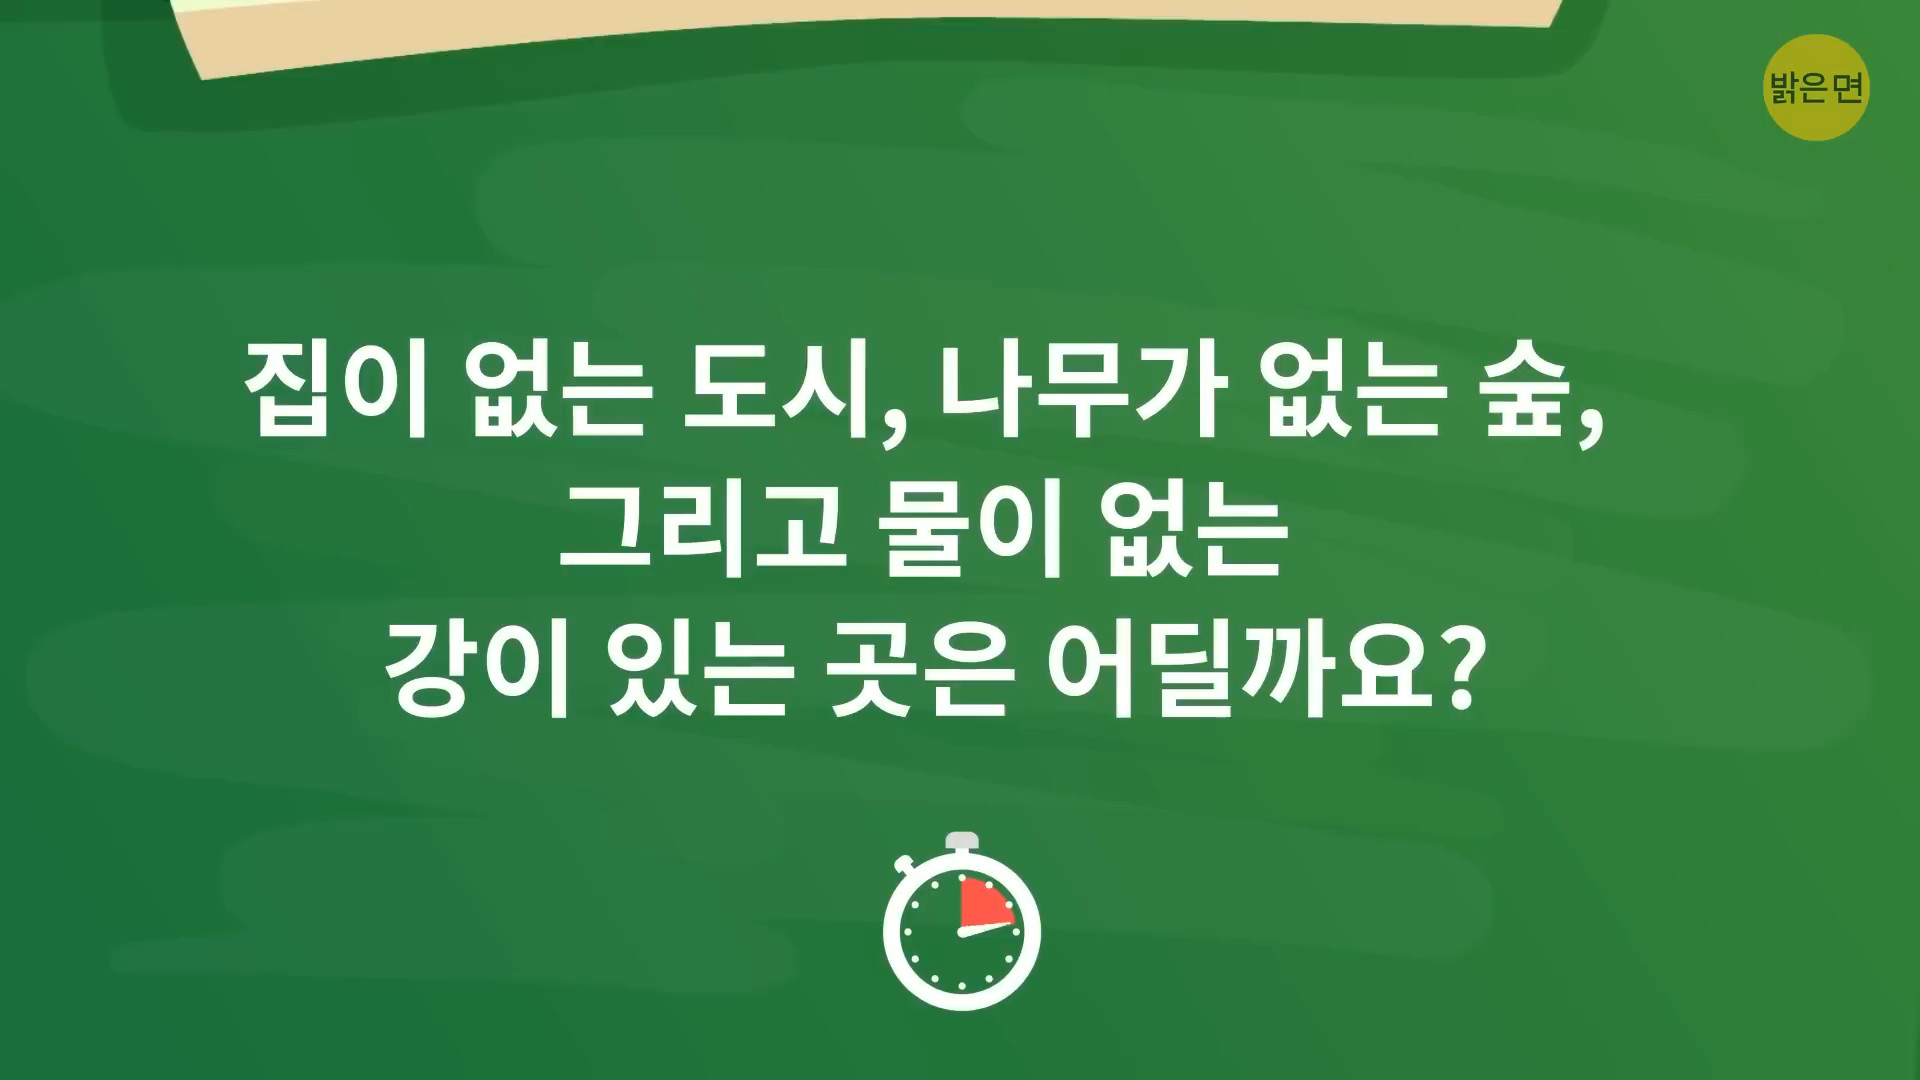 밝은면
집이 없는 도시, 나무가 없는 숲,
그리고 물이 없는
강이 있는 곳은 어딜까요?